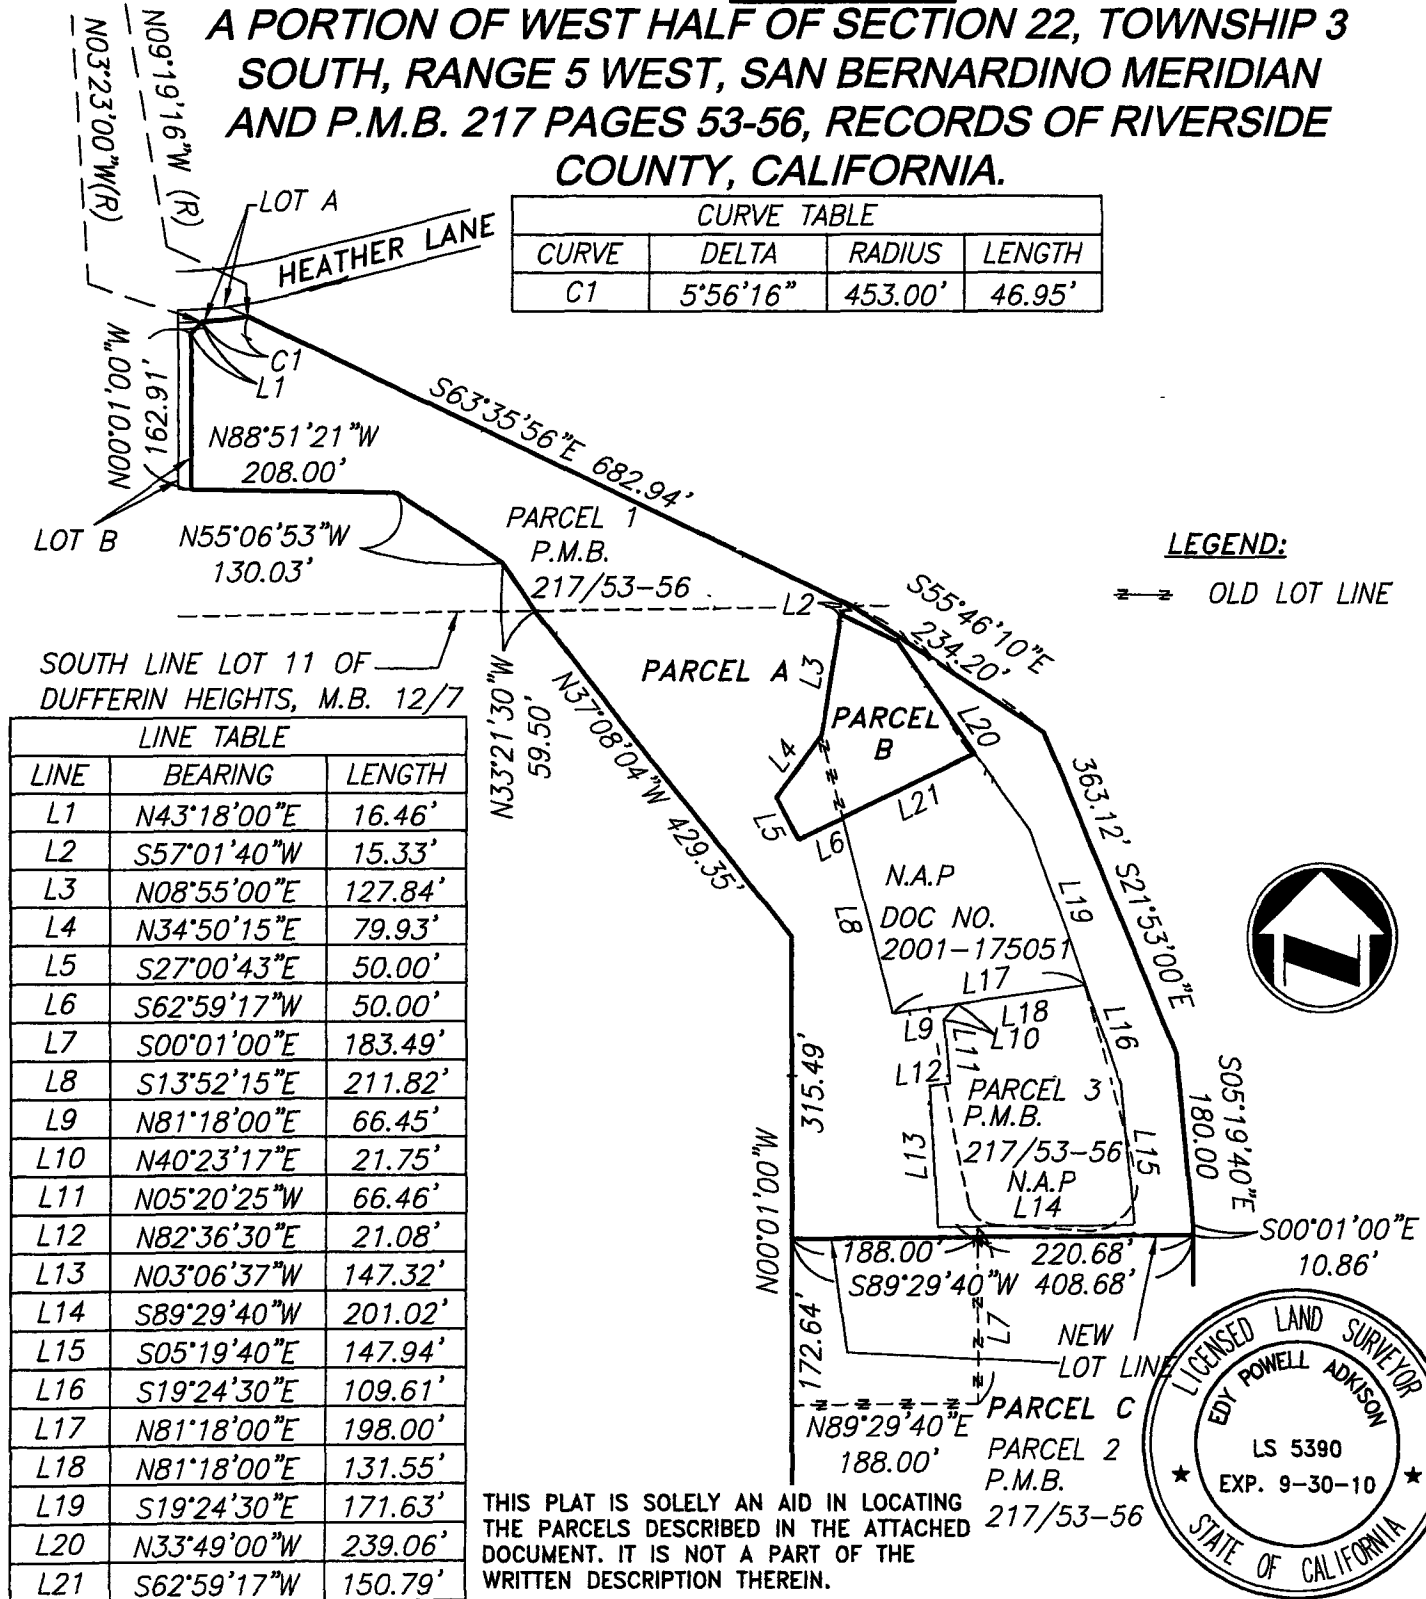 A PORTION OF WEST HALF OF SECTION 22, TOWNSHIP 3
SOUTH, RANGE 5 WEST, SAN BERNARDINO MERIDIAN
AND P.M.B. 217 PAGES 53-56, RECORDS OF RIVERSIDE
COUNTY, CALIFORNIA.
N03°23'00"W(R)
N09°19'16"W (R)
LOT A
HEATHER LANE
CURVE TABLE
CURVE DELTA RADIUS LENGTH
C1 5°56'16" 453.00' 46.95'
C1
L1
N00°01'00"W
162.91'
N88°51'21"W
208.00'
S63°35'56"E 682.94'
LOT B
N55°06'53"W
130.03'
PARCEL 1
P.M.B.
217/53-56
LEGEND:
OLD LOT LINE
L2
S55°46'10"E
234.20'
SOUTH LINE LOT 11 OF
DUFFERIN HEIGHTS, M.B. 12/7
N33°21'30"W
59.50'
N37°08'04"W 429.35'
PARCEL A
L3
PARCEL
B
L20
L4
L5
L6
L21
363.12' S21°53'00"E
LINE TABLE
LINE BEARING LENGTH
L1 N43°18'00"E 16.46'
L2 S57°01'40"W 15.33'
L3 N08°55'00"E 127.84'
L4 N34°50'15"E 79.93'
L5 S27°00'43"E 50.00'
L6 S62°59'17"W 50.00'
L7 S00°01'00"E 183.49'
L8 S13°52'15"E 211.82'
L9 N81°18'00"E 66.45'
L10 N40°23'17"E 21.75'
L11 N05°20'25"W 66.46'
L12 N82°36'30"E 21.08'
L13 N03°06'37"W 147.32'
L14 S89°29'40"W 201.02'
L15 S05°19'40"E 147.94'
L16 S19°24'30"E 109.61'
L17 N81°18'00"E 198.00'
L18 N81°18'00"E 131.55'
L19 S19°24'30"E 171.63'
L20 N33°49'00"W 239.06'
L21 S62°59'17"W 150.79'
N.A.P
DOC NO.
2001-175051
L8
L19
L17
L18
L9
L10
L16
L11
L12
PARCEL 3
P.M.B.
217/53-56
N.A.P
L14
L13
L15
315.49'
N00°01'00"W
S05°19'40"E
180.00
S00°01'00"E
10.86'
188.00' 220.68'
S89°29'40"W 408.68'
172.64'
L7
NEW
LOT LINE
N89°29'40"E
188.00'
PARCEL C
PARCEL 2
P.M.B.
217/53-56
LICENSED LAND SURVEYOR
EDY POWELL ADKISON
LS 5390
EXP. 9-30-10
STATE OF CALIFORNIA
THIS PLAT IS SOLELY AN AID IN LOCATING
THE PARCELS DESCRIBED IN THE ATTACHED
DOCUMENT. IT IS NOT A PART OF THE
WRITTEN DESCRIPTION THEREIN.